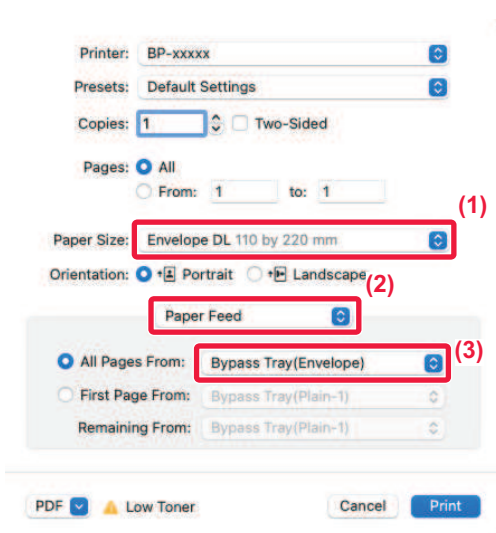 Printer: BP-xxxxx
Presets: Default Settings
Copies: 1 Two-Sided
Pages: All
From: 1 to: 1
(1)
Paper Size: Envelope DL 110 by 220 mm
Orientation: Portrait Landscape
(2)
Paper Feed
(3)
All Pages From: Bypass Tray(Envelope)
First Page From: Bypass Tray(Plain-1)
Remaining From: Bypass Tray(Plain-1)
PDF Low Toner Cancel Print